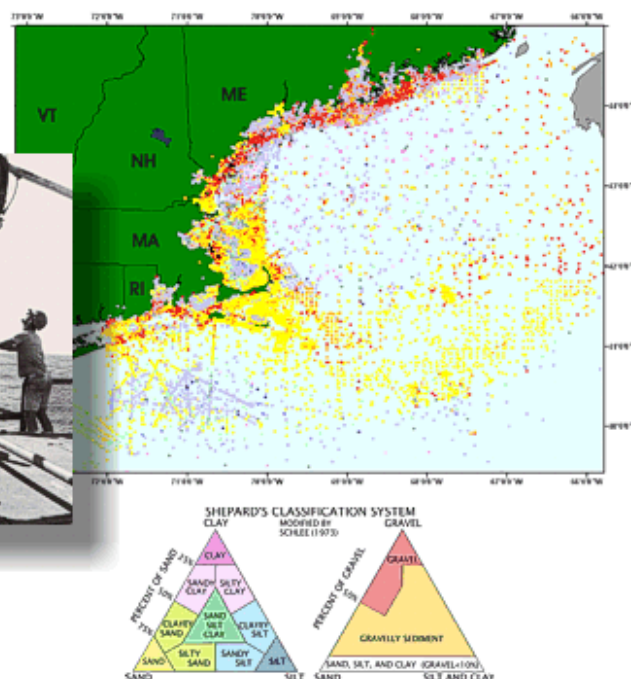 VT
ME
NH
MA
RI
SHEPARD'S CLASSIFICATION SYSTEM
MODIFIED BY
SCHLEE (1973)
CLAY
GRAVEL
CLAY
GRAVEL
PERCENT OF SAND
PERCENT OF GRAVEL
25%
50%
75%
50%
SANDY
CLAY
SILTY
CLAY
SAND
SILT
CLAY
CLAYEY
SAND
CLAYEY
SILT
SILTY
SAND
SANDY
SILT
SAND
SILT
GRAVELLY SEDIMENT
SAND, SILT, AND CLAY (GRAVEL<10%)
SAND
SILT
SAND
SILT AND CLAY